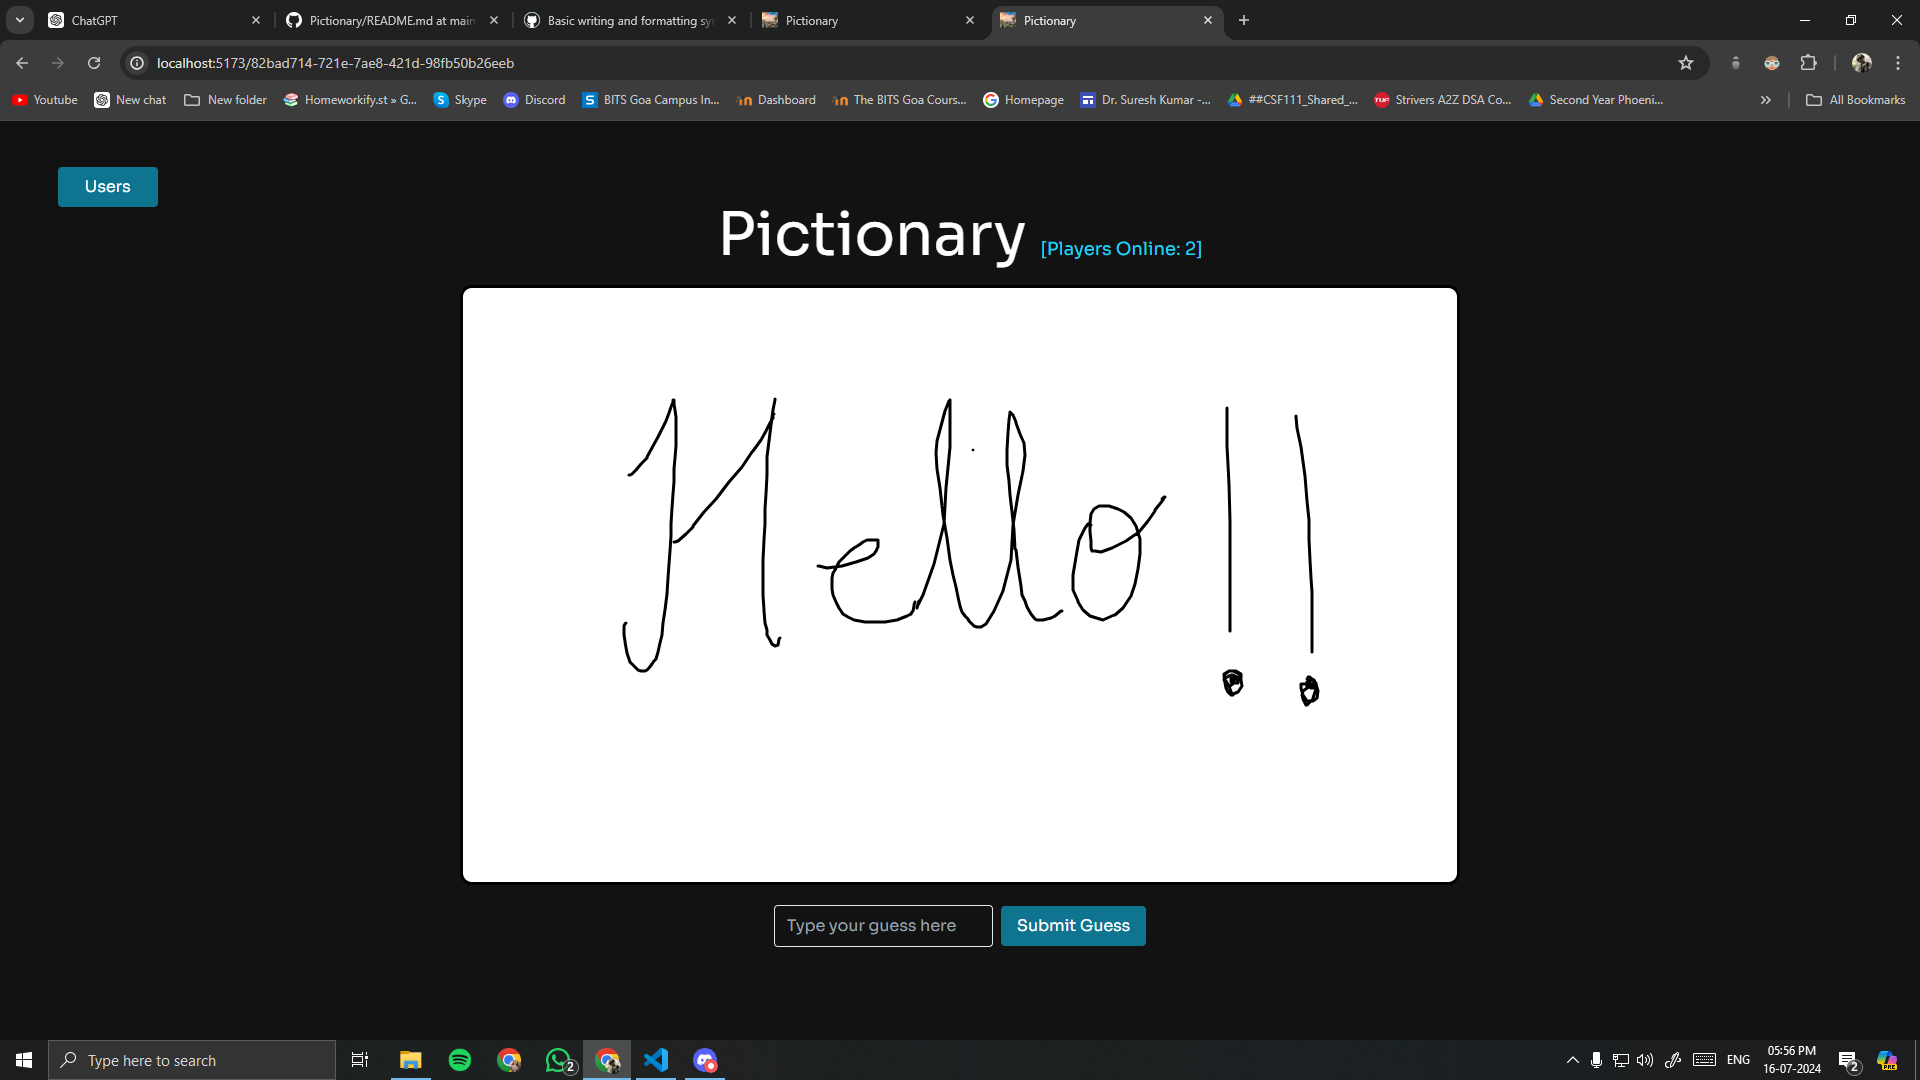 ChatGPT
Pictionary/README.md at main
Basic writing and formatting sy
Pictionary
Pictionary
localhost:5173/82bad714-721e-7ae8-421d-98fb50b26eeb
Youtube
New chat
New folder
Homeworkify.st » G...
Skype
Discord
BITS Goa Campus In...
Dashboard
The BITS Goa Cours...
Homepage
Dr. Suresh Kumar -...
##CSF111_Shared_...
Strivers A2Z DSA Co...
Second Year Phoeni...
All Bookmarks
Users
Pictionary [Players Online: 2]
Hello!!
Type your guess here
Submit Guess
Type here to search
2
ENG
05:56 PM
16-07-2024
2
PRE